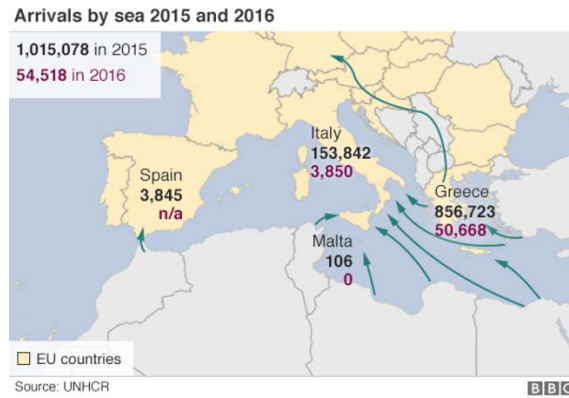 Arrivals by sea 2015 and 2016
1,015,078 in 2015
54,518 in 2016
Italy
153,842
3,850
Spain
3,845
n/a
Greece
856,723
50,668
Malta
106
0
EU countries
Source: UNHCR
BBC